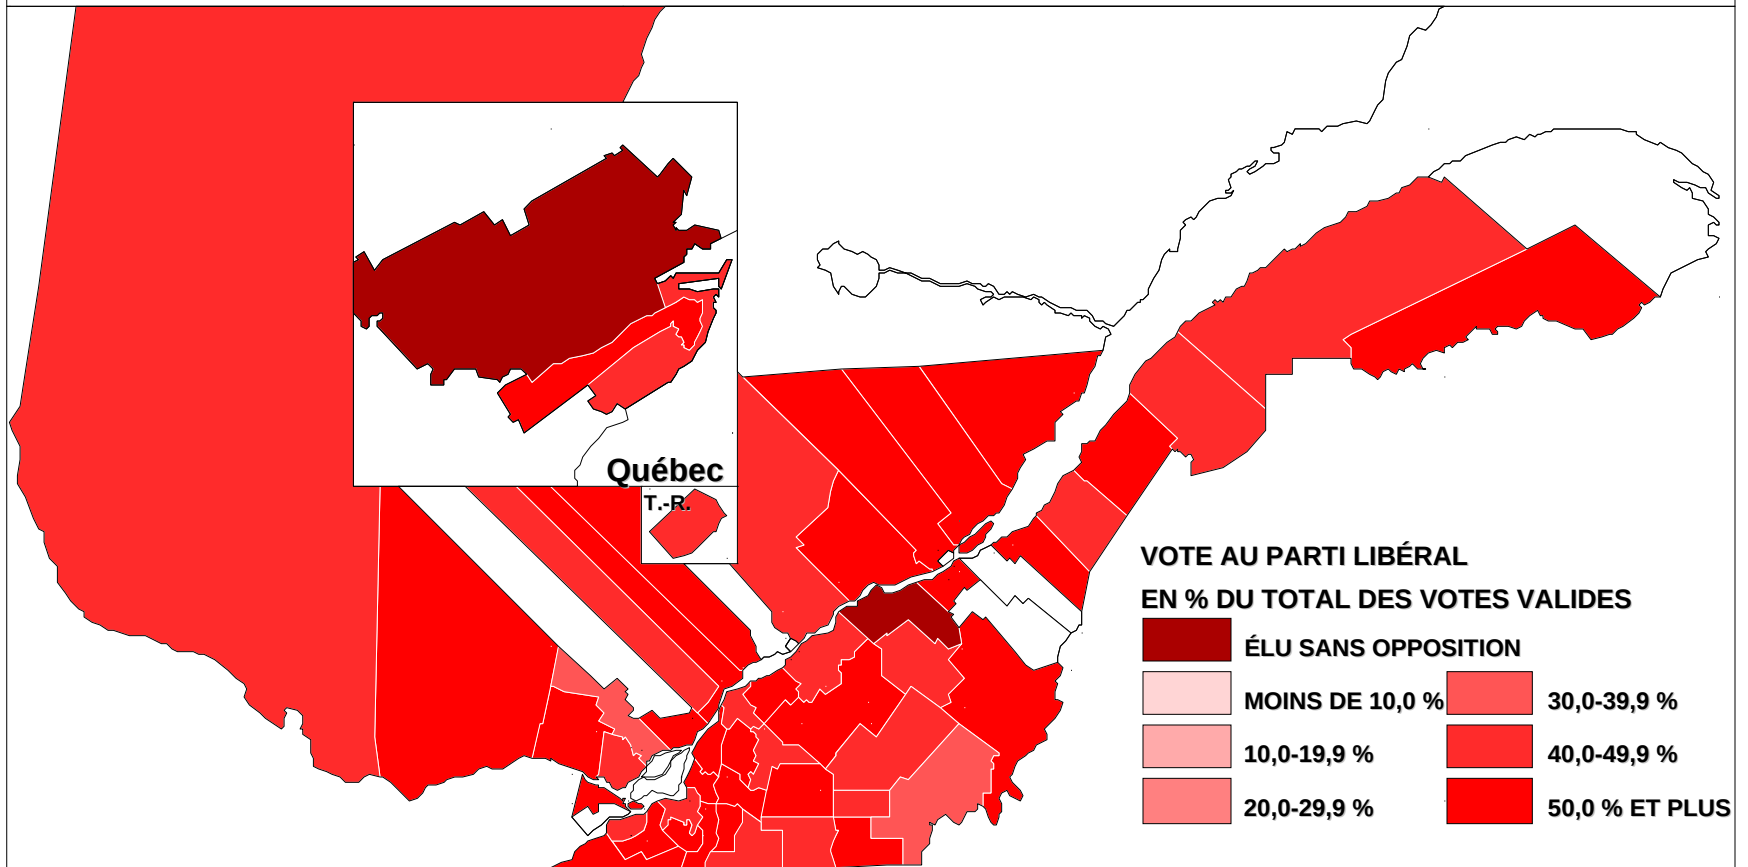 Québec
T.-R.
VOTE AU PARTI LIBÉRAL
EN % DU TOTAL DES VOTES VALIDES
ÉLU SANS OPPOSITION
MOINS DE 10,0 %
10,0-19,9 %
20,0-29,9 %
30,0-39,9 %
40,0-49,9 %
50,0 % ET PLUS